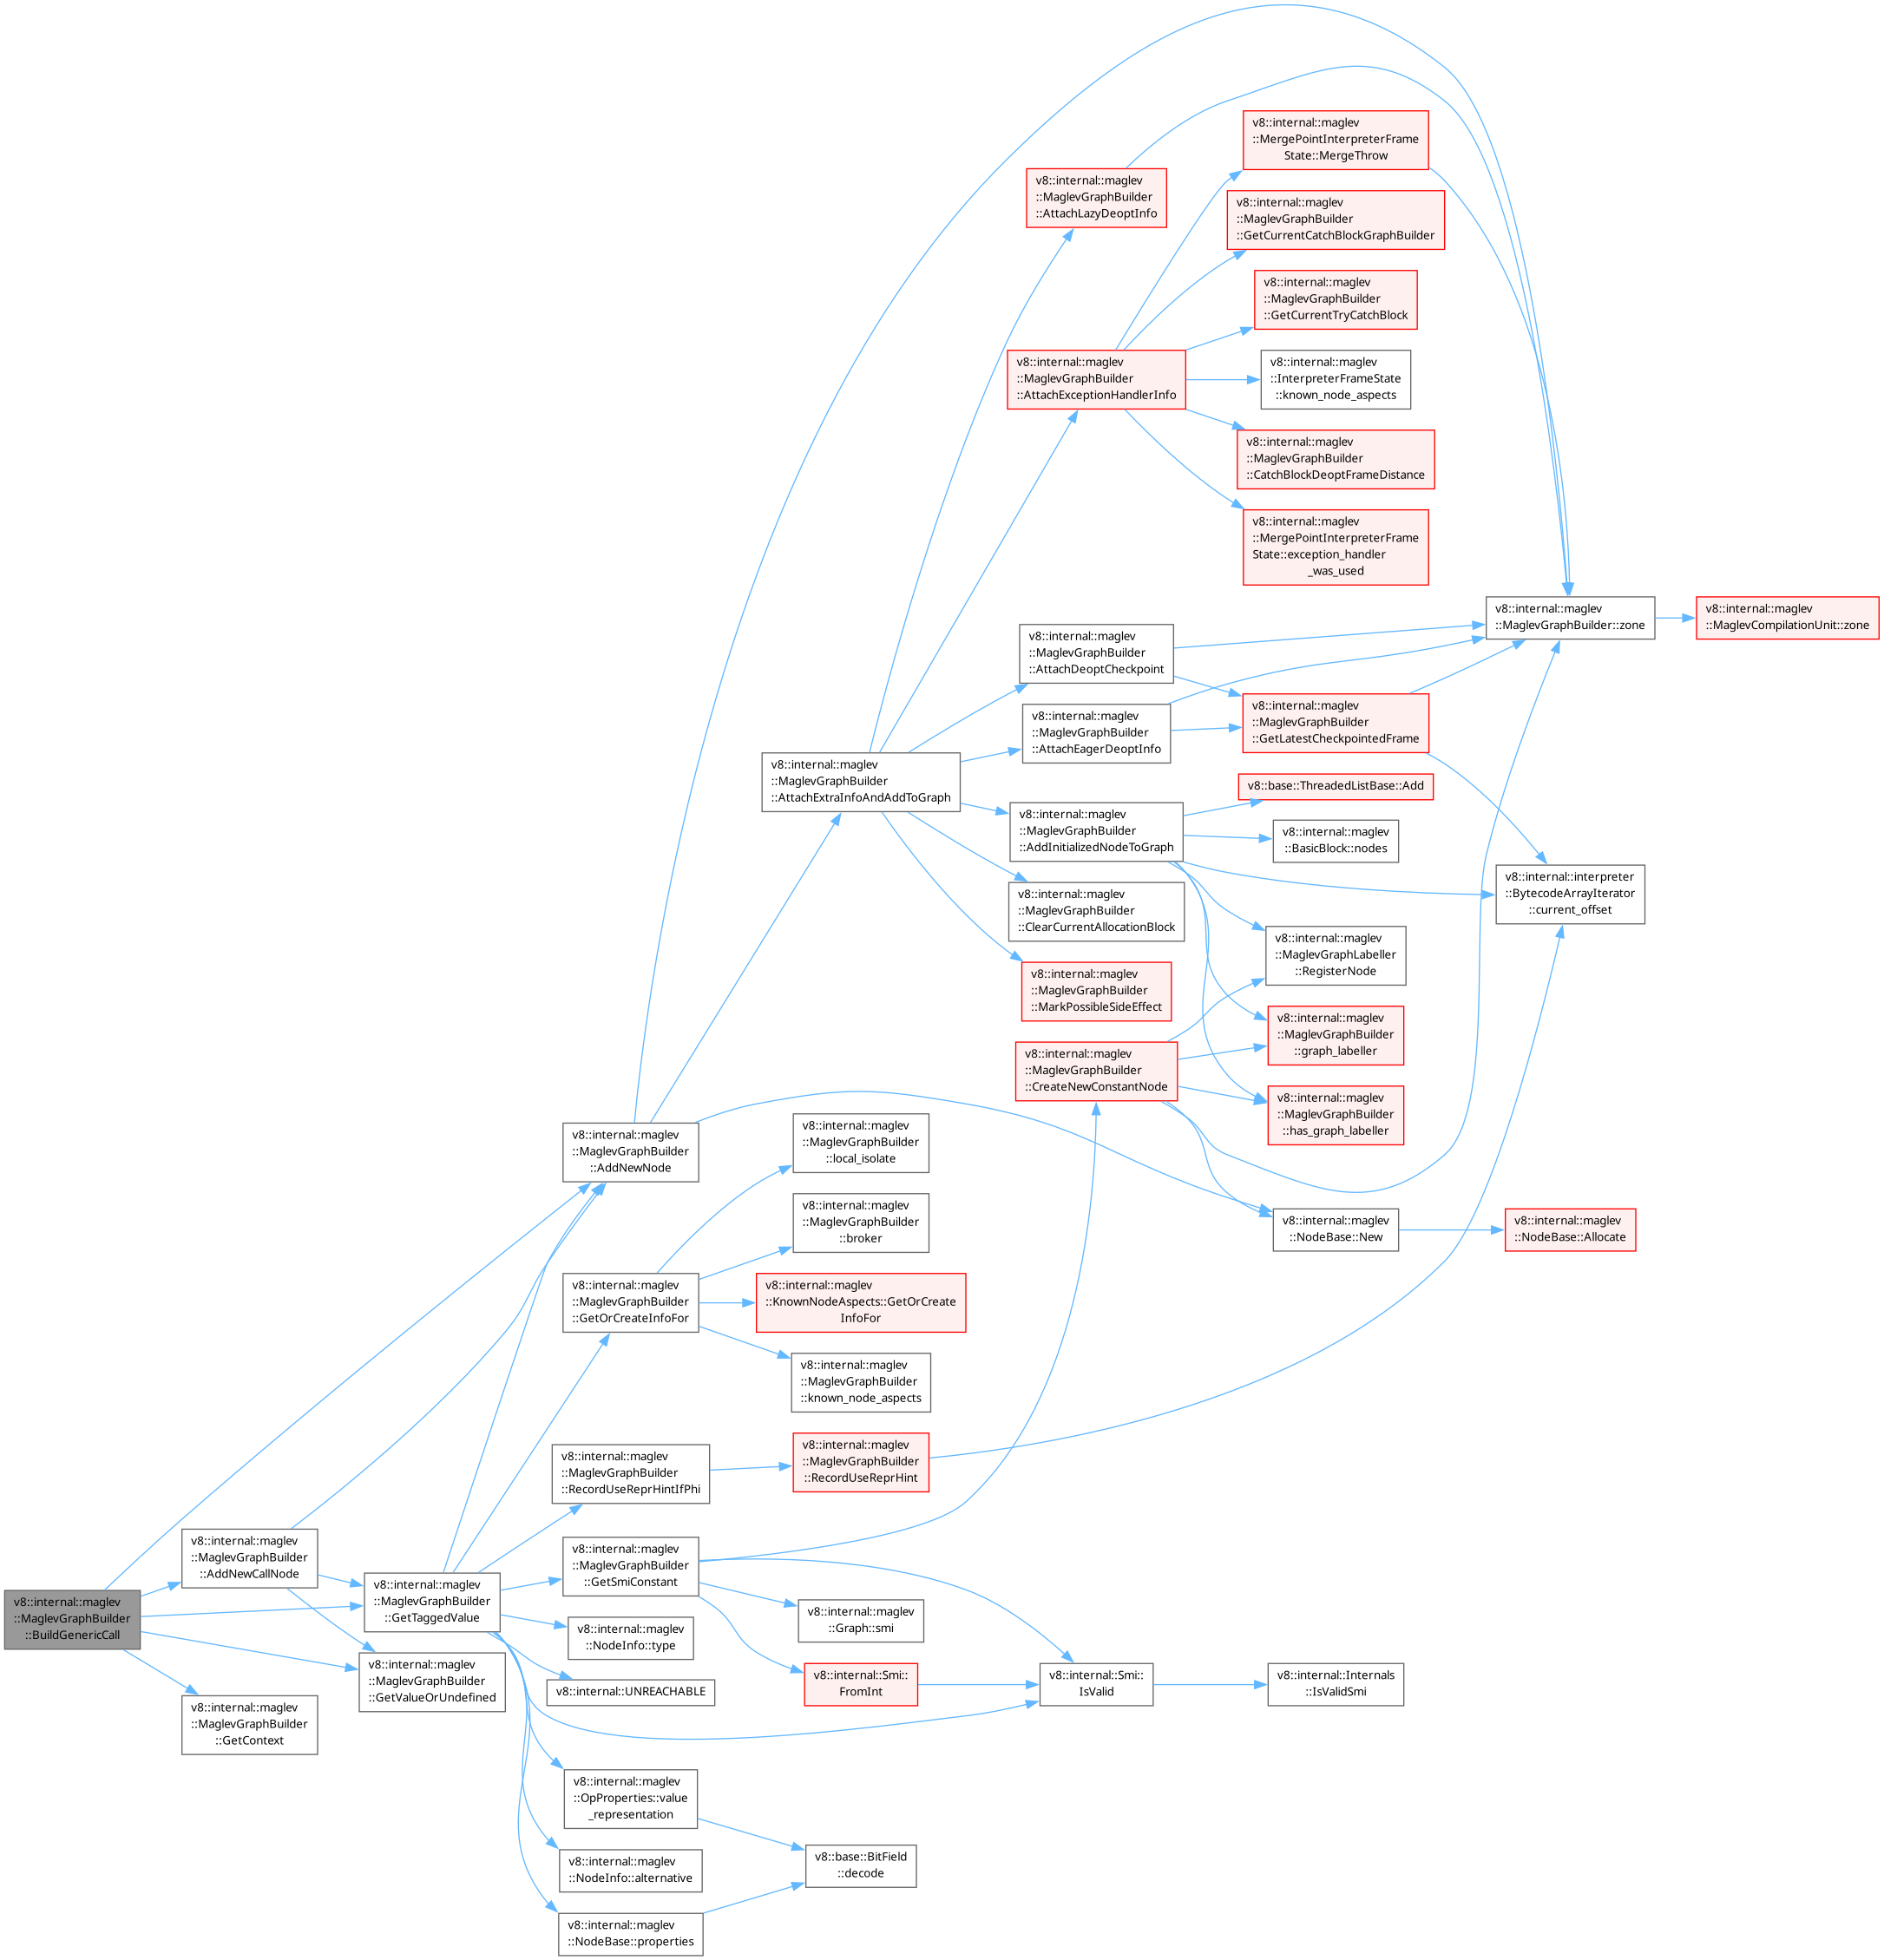 v8::internal::maglev
::MergePointInterpreterFrame
State::MergeThrow
v8::internal::maglev
::MaglevGraphBuilder
::AttachLazyDeoptInfo
v8::internal::maglev
::MaglevGraphBuilder
::GetCurrentCatchBlockGraphBuilder
v8::internal::maglev
::MaglevGraphBuilder
::GetCurrentTryCatchBlock
v8::internal::maglev
::MaglevGraphBuilder
::AttachExceptionHandlerInfo
v8::internal::maglev
::InterpreterFrameState
::known_node_aspects
v8::internal::maglev
::MaglevGraphBuilder
::CatchBlockDeoptFrameDistance
v8::internal::maglev
::MergePointInterpreterFrame
State::exception_handler
_was_used
v8::internal::maglev
::MaglevGraphBuilder::zone
v8::internal::maglev
::MaglevCompilationUnit::zone
v8::internal::maglev
::MaglevGraphBuilder
::AttachDeoptCheckpoint
v8::internal::maglev
::MaglevGraphBuilder
::AttachEagerDeoptInfo
v8::internal::maglev
::MaglevGraphBuilder
::GetLatestCheckpointedFrame
v8::internal::maglev
::MaglevGraphBuilder
::AttachExtraInfoAndAddToGraph
v8::base::ThreadedListBase::Add
v8::internal::maglev
::MaglevGraphBuilder
::AddInitializedNodeToGraph
v8::internal::maglev
::BasicBlock::nodes
v8::internal::interpreter
::BytecodeArrayIterator
::current_offset
v8::internal::maglev
::MaglevGraphBuilder
::ClearCurrentAllocationBlock
v8::internal::maglev
::MaglevGraphLabeller
::RegisterNode
v8::internal::maglev
::MaglevGraphBuilder
::MarkPossibleSideEffect
v8::internal::maglev
::MaglevGraphBuilder
::graph_labeller
v8::internal::maglev
::MaglevGraphBuilder
::CreateNewConstantNode
v8::internal::maglev
::MaglevGraphBuilder
::has_graph_labeller
v8::internal::maglev
::MaglevGraphBuilder
::AddNewNode
v8::internal::maglev
::MaglevGraphBuilder
::local_isolate
v8::internal::maglev
::MaglevGraphBuilder
::broker
v8::internal::maglev
::NodeBase::New
v8::internal::maglev
::NodeBase::Allocate
v8::internal::maglev
::MaglevGraphBuilder
::GetOrCreateInfoFor
v8::internal::maglev
::KnownNodeAspects::GetOrCreate
InfoFor
v8::internal::maglev
::MaglevGraphBuilder
::known_node_aspects
v8::internal::maglev
::MaglevGraphBuilder
::RecordUseReprHintIfPhi
v8::internal::maglev
::MaglevGraphBuilder
::RecordUseReprHint
v8::internal::maglev
::MaglevGraphBuilder
::AddNewCallNode
v8::internal::maglev
::MaglevGraphBuilder
::GetSmiConstant
v8::internal::maglev
::MaglevGraphBuilder
::BuildGenericCall
v8::internal::maglev
::MaglevGraphBuilder
::GetTaggedValue
v8::internal::maglev
::NodeInfo::type
v8::internal::maglev
::Graph::smi
v8::internal::maglev
::MaglevGraphBuilder
::GetValueOrUndefined
v8::internal::UNREACHABLE
v8::internal::Smi::
FromInt
v8::internal::Smi::
IsValid
v8::internal::Internals
::IsValidSmi
v8::internal::maglev
::MaglevGraphBuilder
::GetContext
v8::internal::maglev
::OpProperties::value
_representation
v8::internal::maglev
::NodeInfo::alternative
v8::base::BitField
::decode
v8::internal::maglev
::NodeBase::properties